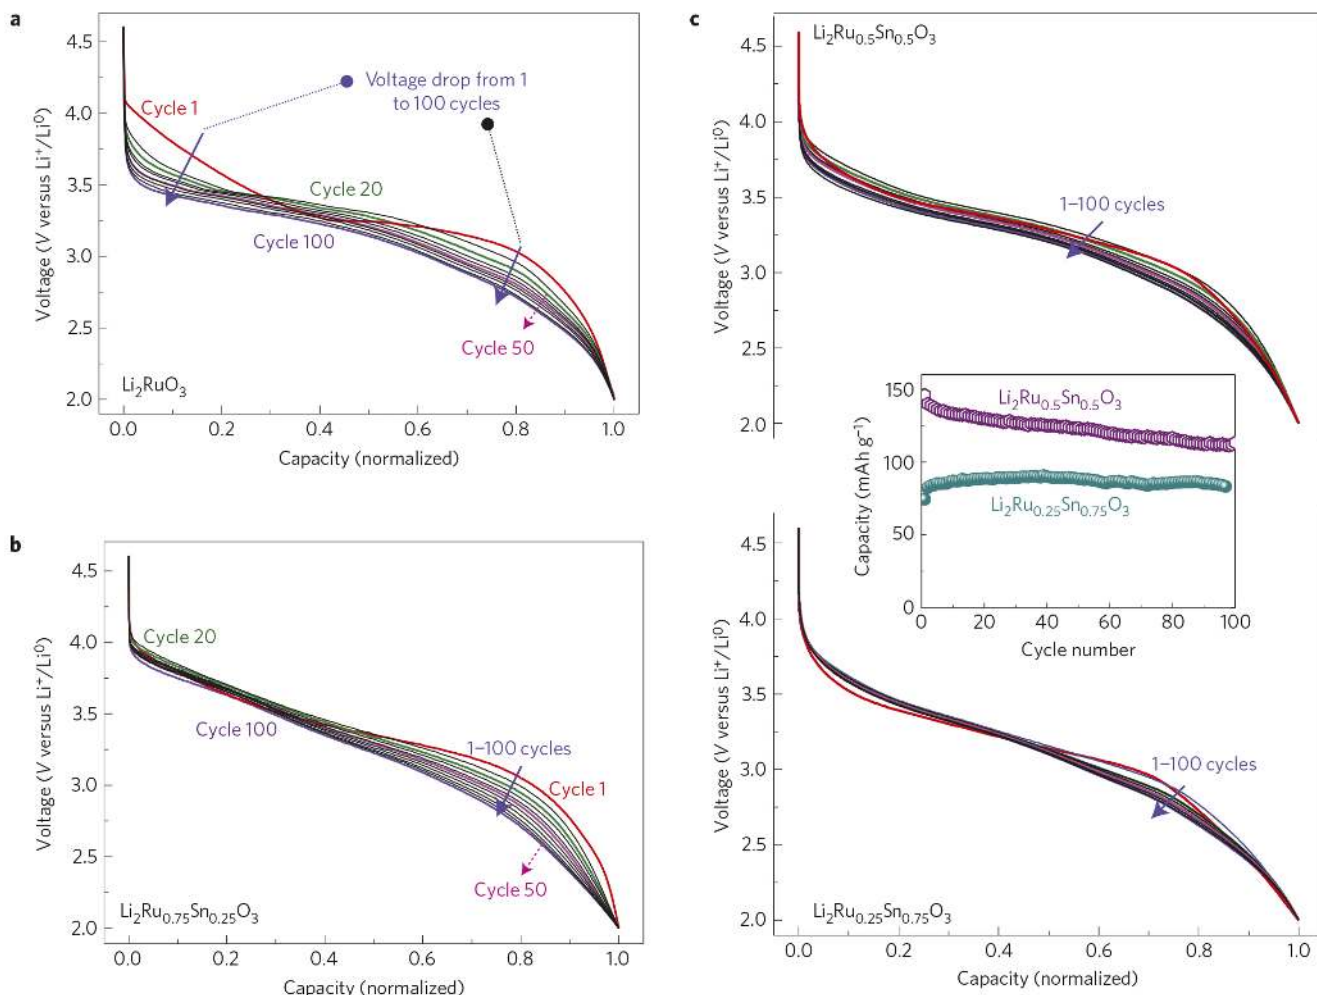 a
4.5
4.0
3.5
3.0
2.5
2.0
Voltage (V versus Li⁺/Li⁰)
Cycle 1
Voltage drop from 1
to 100 cycles
Cycle 20
Cycle 100
Cycle 50
Li₂RuO₃
0.0 0.2 0.4 0.6 0.8 1.0
Capacity (normalized)
b
4.5
4.0
3.5
3.0
2.5
2.0
Voltage (V versus Li⁺/Li⁰)
Cycle 20
Cycle 100
1–100 cycles
Cycle 1
Cycle 50
Li₂Ru₀.₇₅Sn₀.₂₅O₃
0.0 0.2 0.4 0.6 0.8 1.0
Capacity (normalized)
c
Li₂Ru₀.₅Sn₀.₅O₃
4.5
4.0
3.5
3.0
2.5
2.0
Voltage (V versus Li⁺/Li⁰)
1–100 cycles
150
100
50
0
Capacity (mAh g⁻¹)
Li₂Ru₀.₅Sn₀.₅O₃
Li₂Ru₀.₂₅Sn₀.₇₅O₃
0 20 40 60 80 100
Cycle number
4.5
4.0
3.5
3.0
2.5
2.0
Voltage (V versus Li⁺/Li⁰)
1–100 cycles
Li₂Ru₀.₂₅Sn₀.₇₅O₃
0.0 0.2 0.4 0.6 0.8 1.0
Capacity (normalized)